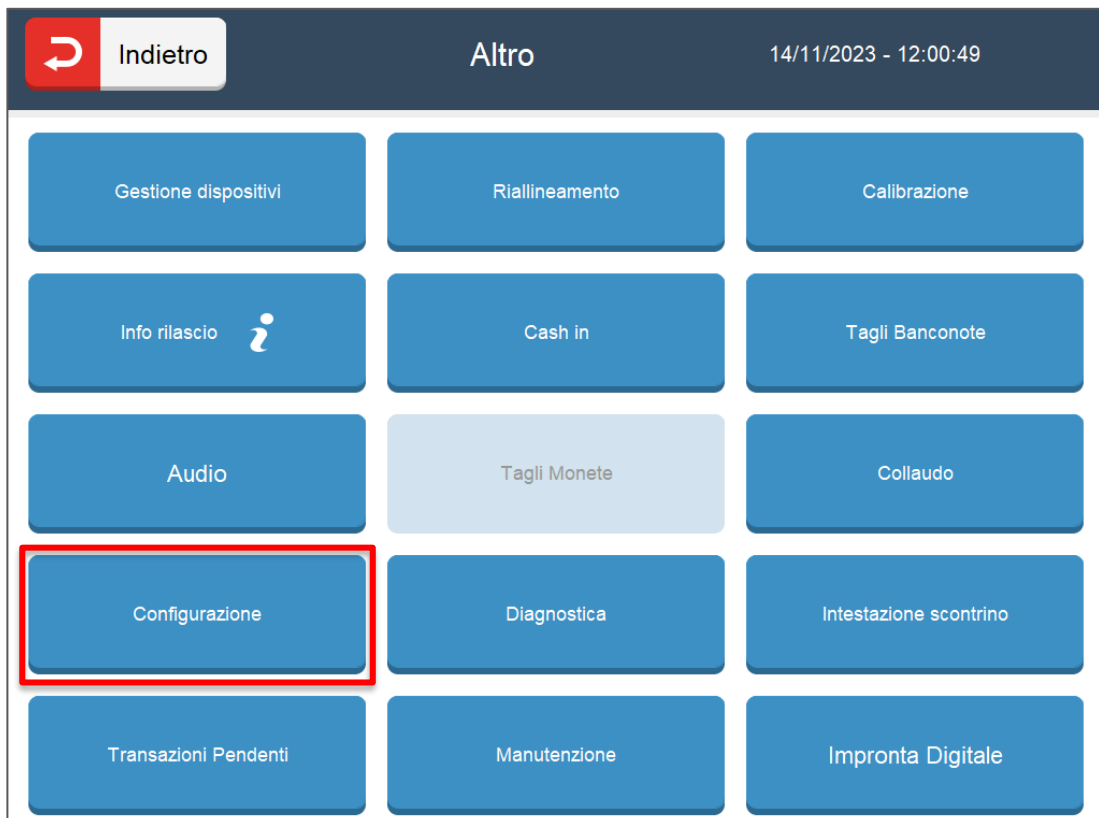 Indietro
Altro
14/11/2023 - 12:00:49
Gestione dispositivi
Riallineamento
Calibrazione
Info rilascio
Cash in
Tagli Banconote
Audio
Tagli Monete
Collaudo
Configurazione
Diagnostica
Intestazione scontrino
Transazioni Pendenti
Manutenzione
Impronta Digitale